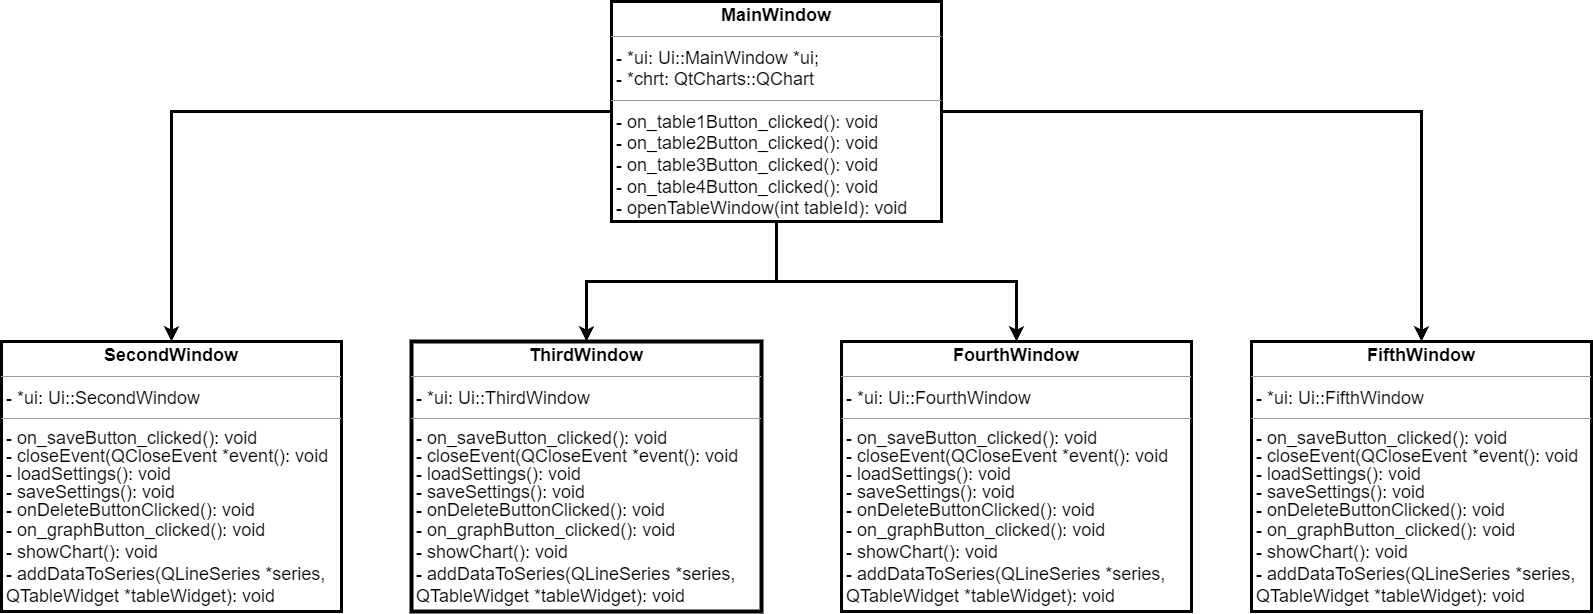 MainWindow
- *ui: Ui::MainWindow *ui;
- *chrt: QtCharts::QChart
- on_table1Button_clicked(): void
- on_table2Button_clicked(): void
- on_table3Button_clicked(): void
- on_table4Button_clicked(): void
- openTableWindow(int tableId): void
SecondWindow
- *ui: Ui::SecondWindow
- on_saveButton_clicked(): void
- closeEvent(QCloseEvent *event(): void
- loadSettings(): void
- saveSettings(): void
- onDeleteButtonClicked(): void
- on_graphButton_clicked(): void
- showChart(): void
- addDataToSeries(QLineSeries *series,
QTableWidget *tableWidget): void
ThirdWindow
- *ui: Ui::ThirdWindow
- on_saveButton_clicked(): void
- closeEvent(QCloseEvent *event(): void
- loadSettings(): void
- saveSettings(): void
- onDeleteButtonClicked(): void
- on_graphButton_clicked(): void
- showChart(): void
- addDataToSeries(QLineSeries *series,
QTableWidget *tableWidget): void
FourthWindow
- *ui: Ui::FourthWindow
- on_saveButton_clicked(): void
- closeEvent(QCloseEvent *event(): void
- loadSettings(): void
- saveSettings(): void
- onDeleteButtonClicked(): void
- on_graphButton_clicked(): void
- showChart(): void
- addDataToSeries(QLineSeries *series,
QTableWidget *tableWidget): void
FifthWindow
- *ui: Ui::FifthWindow
- on_saveButton_clicked(): void
- closeEvent(QCloseEvent *event(): void
- loadSettings(): void
- saveSettings(): void
- onDeleteButtonClicked(): void
- on_graphButton_clicked(): void
- showChart(): void
- addDataToSeries(QLineSeries *series,
QTableWidget *tableWidget): void